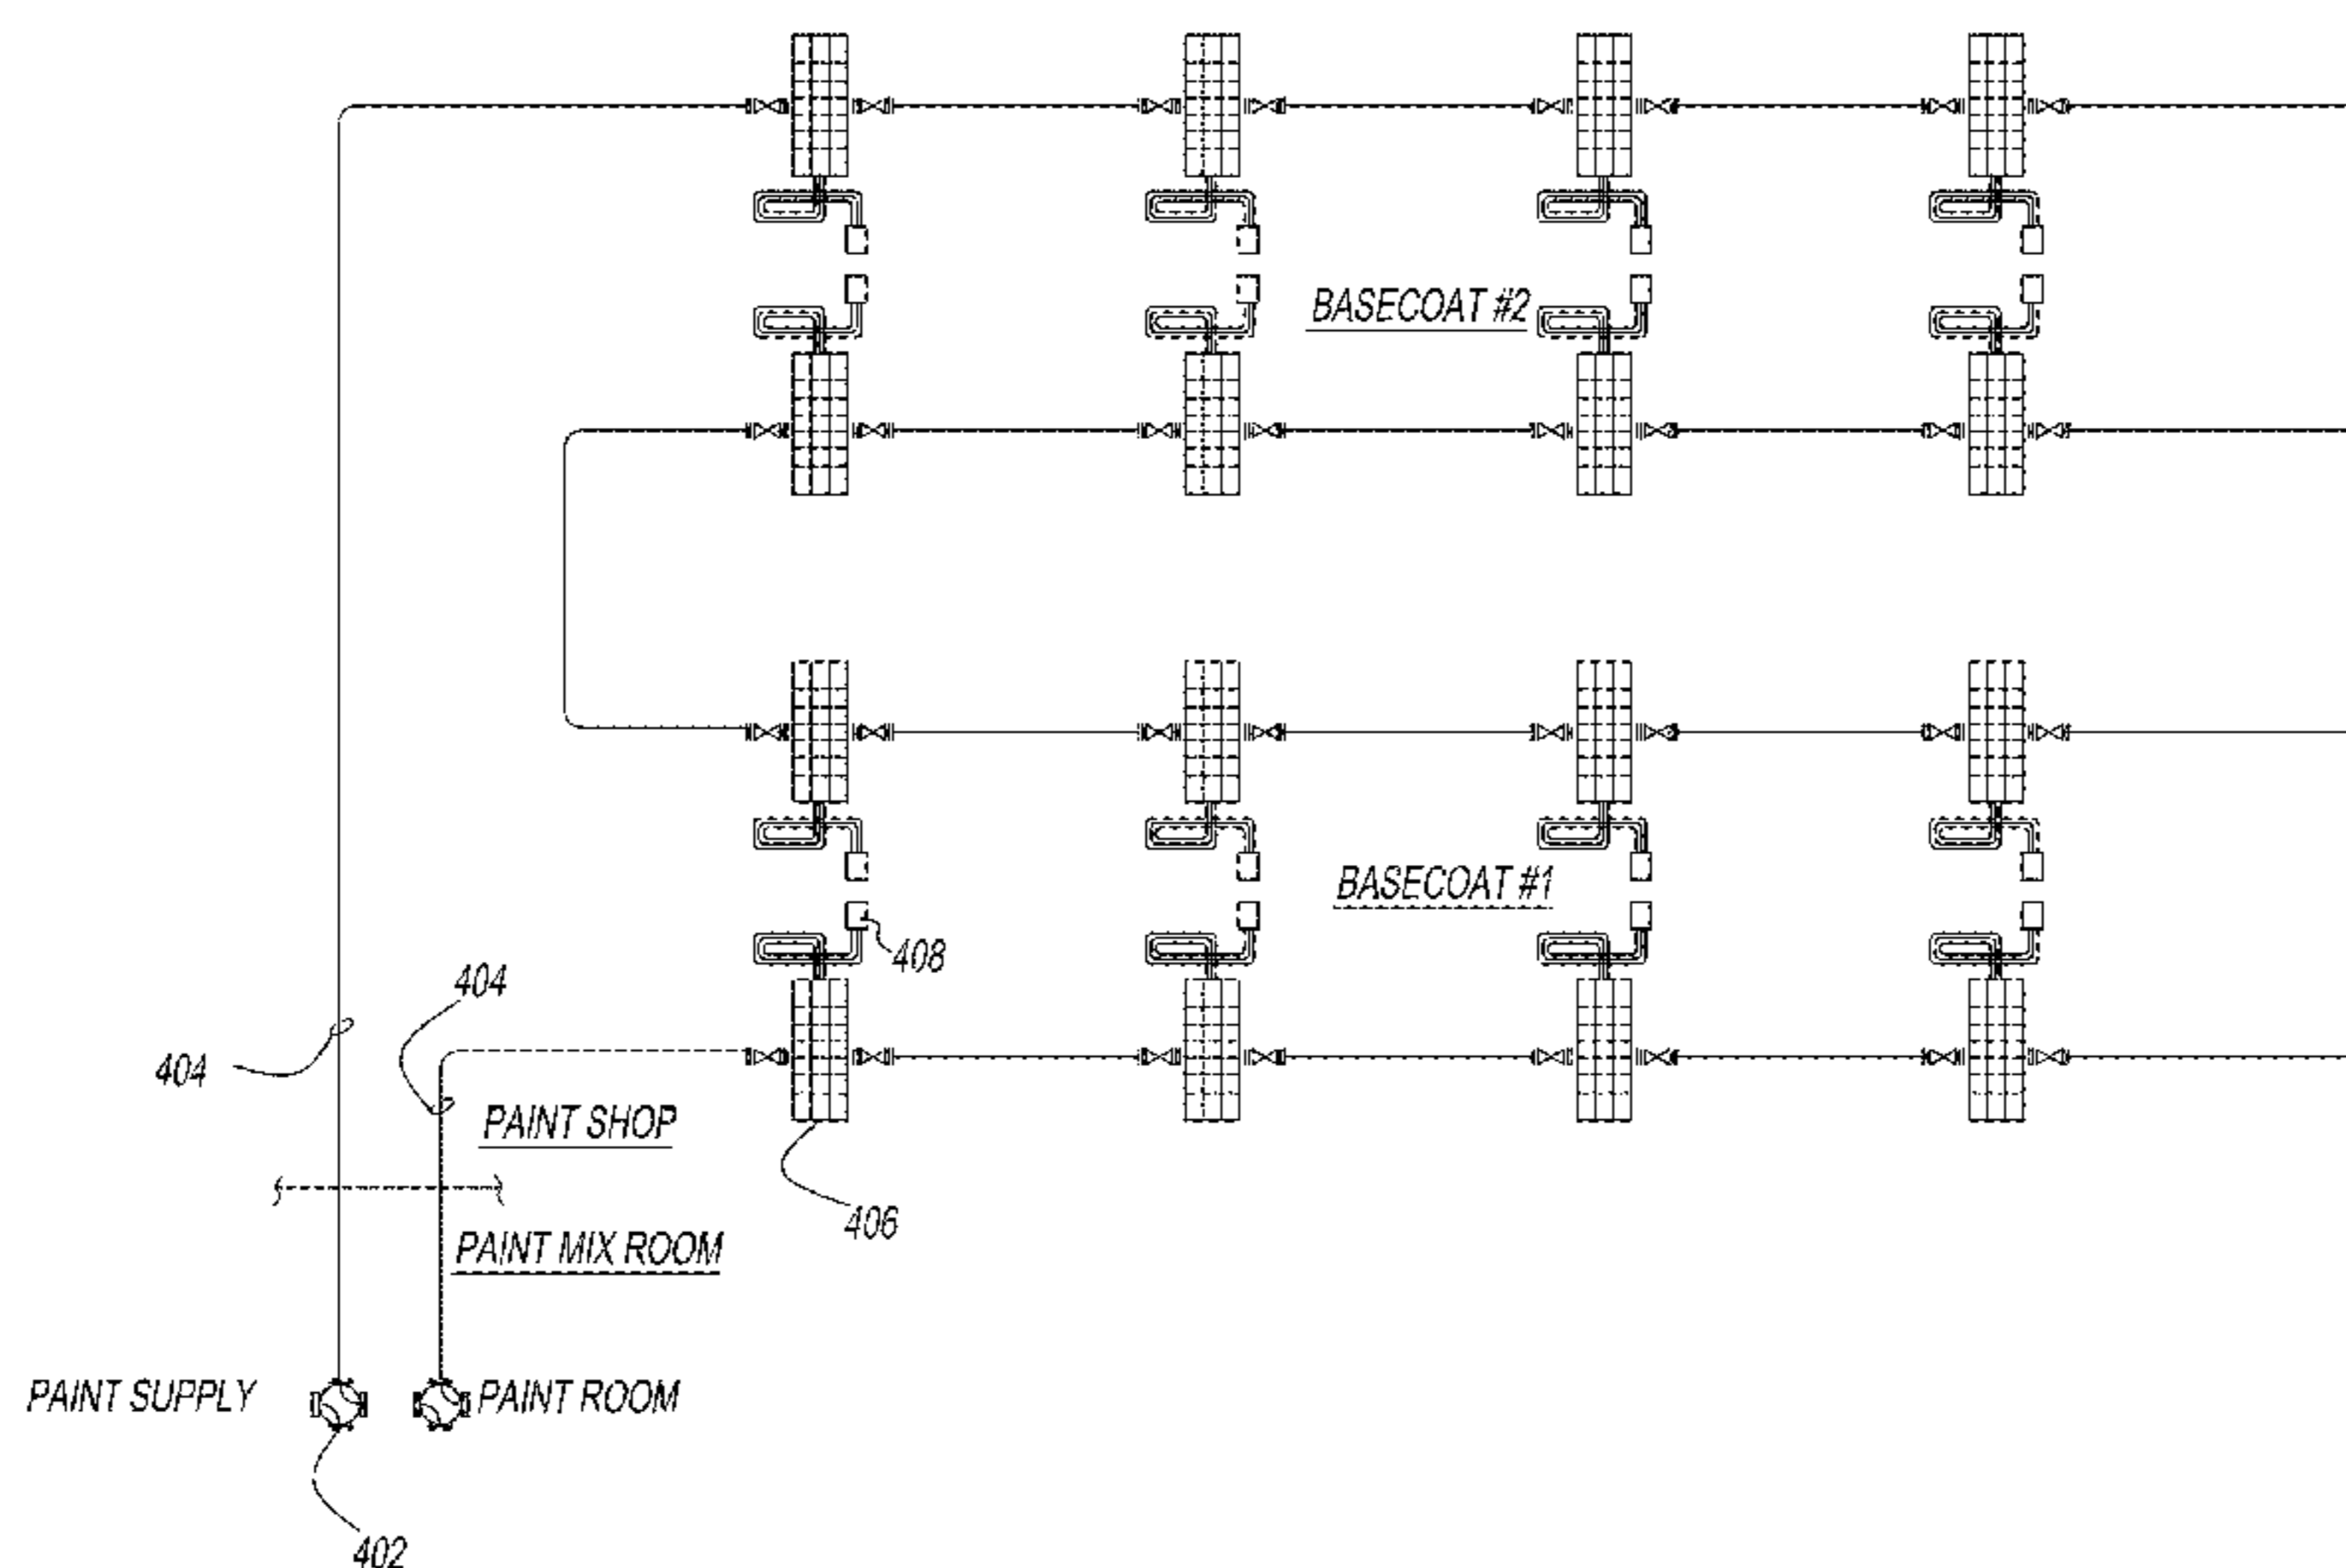 BASECOAT #2
BASECOAT #1
408
404
404
PAINT SHOP
406
PAINT MIX ROOM
PAINT SUPPLY
PAINT ROOM
402